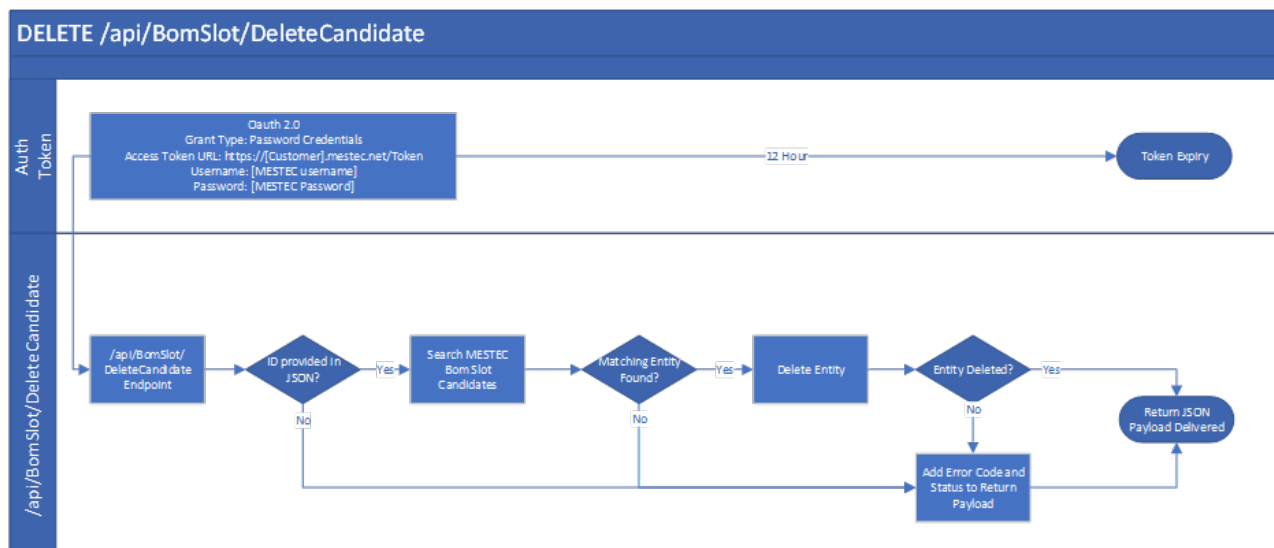 DELETE /api/BomSlot/DeleteCandidate
Auth
Token
Oauth 2.0
Grant Type: Password Credentials
Access Token URL: https://[Customer].mestec.net/Token
Username: [MESTEC username]
Password: [MESTEC Password]
12 Hour
Token Expiry
/api/BomSlot/DeleteCandidate
/api/BomSlot/
DeleteCandidate
Endpoint
ID provided in
JSON?
Yes
No
Search MESTEC
BomSlot
Candidates
Matching Entity
Found?
Yes
No
Delete Entity
Entity Deleted?
Yes
No
Add Error Code and
Status to Return
Payload
Return JSON
Payload Delivered